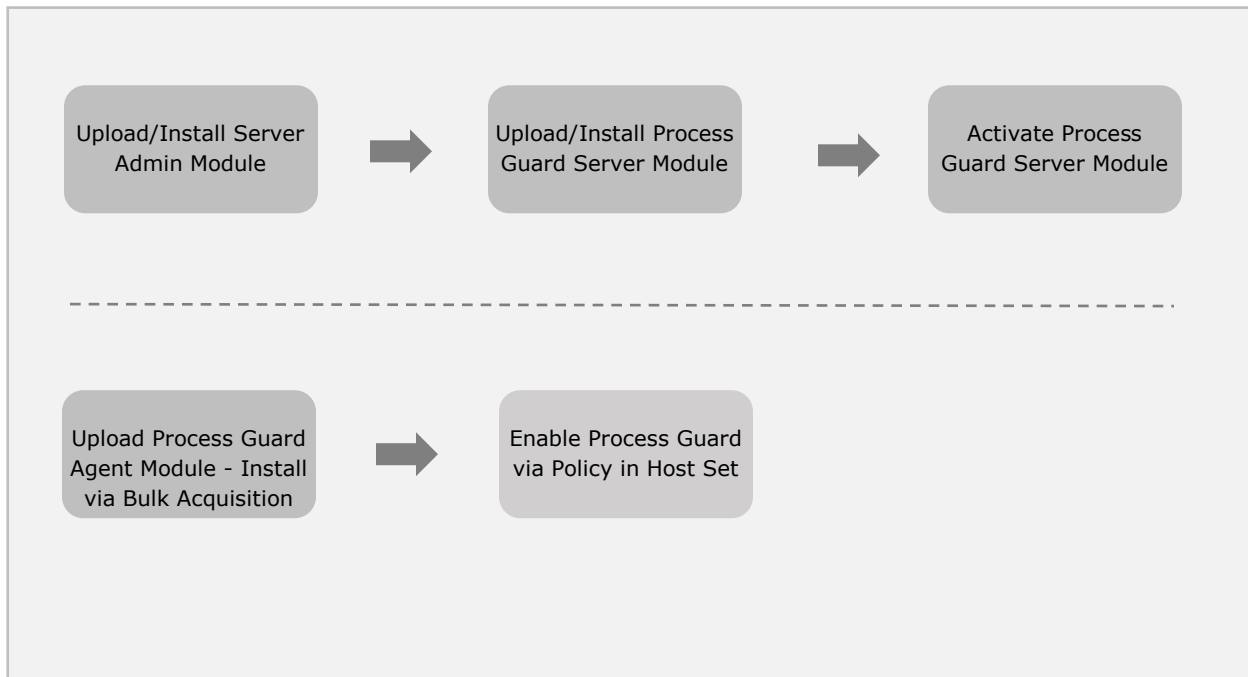 Upload/Install Server
Admin Module
Upload/Install Process
Guard Server Module
Activate Process
Guard Server Module
Upload Process Guard
Agent Module - Install
via Bulk Acquisition
Enable Process Guard
via Policy in Host Set